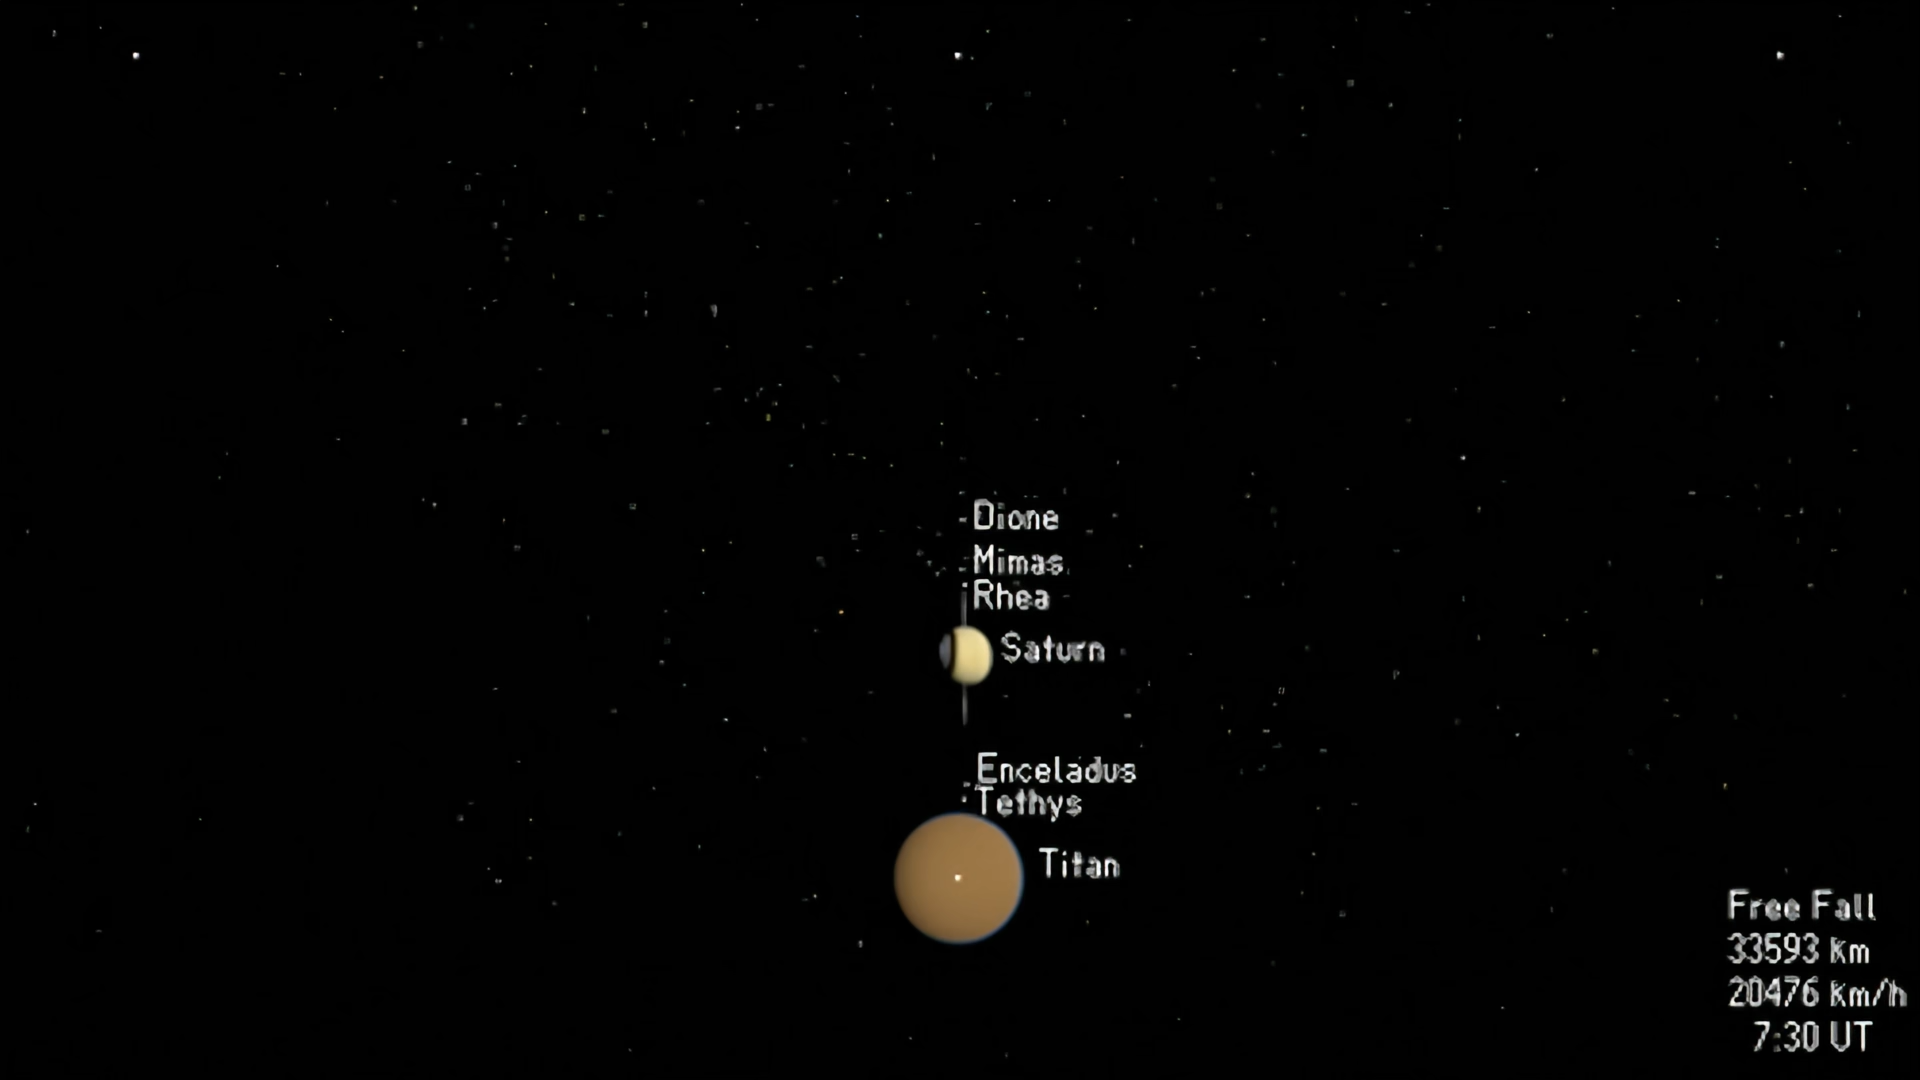 Dione
Mimas
Rhea
Saturn
Enceladus
Tethys
Titan
Free Fall
33593 km
20476 km/h
7:30 UT